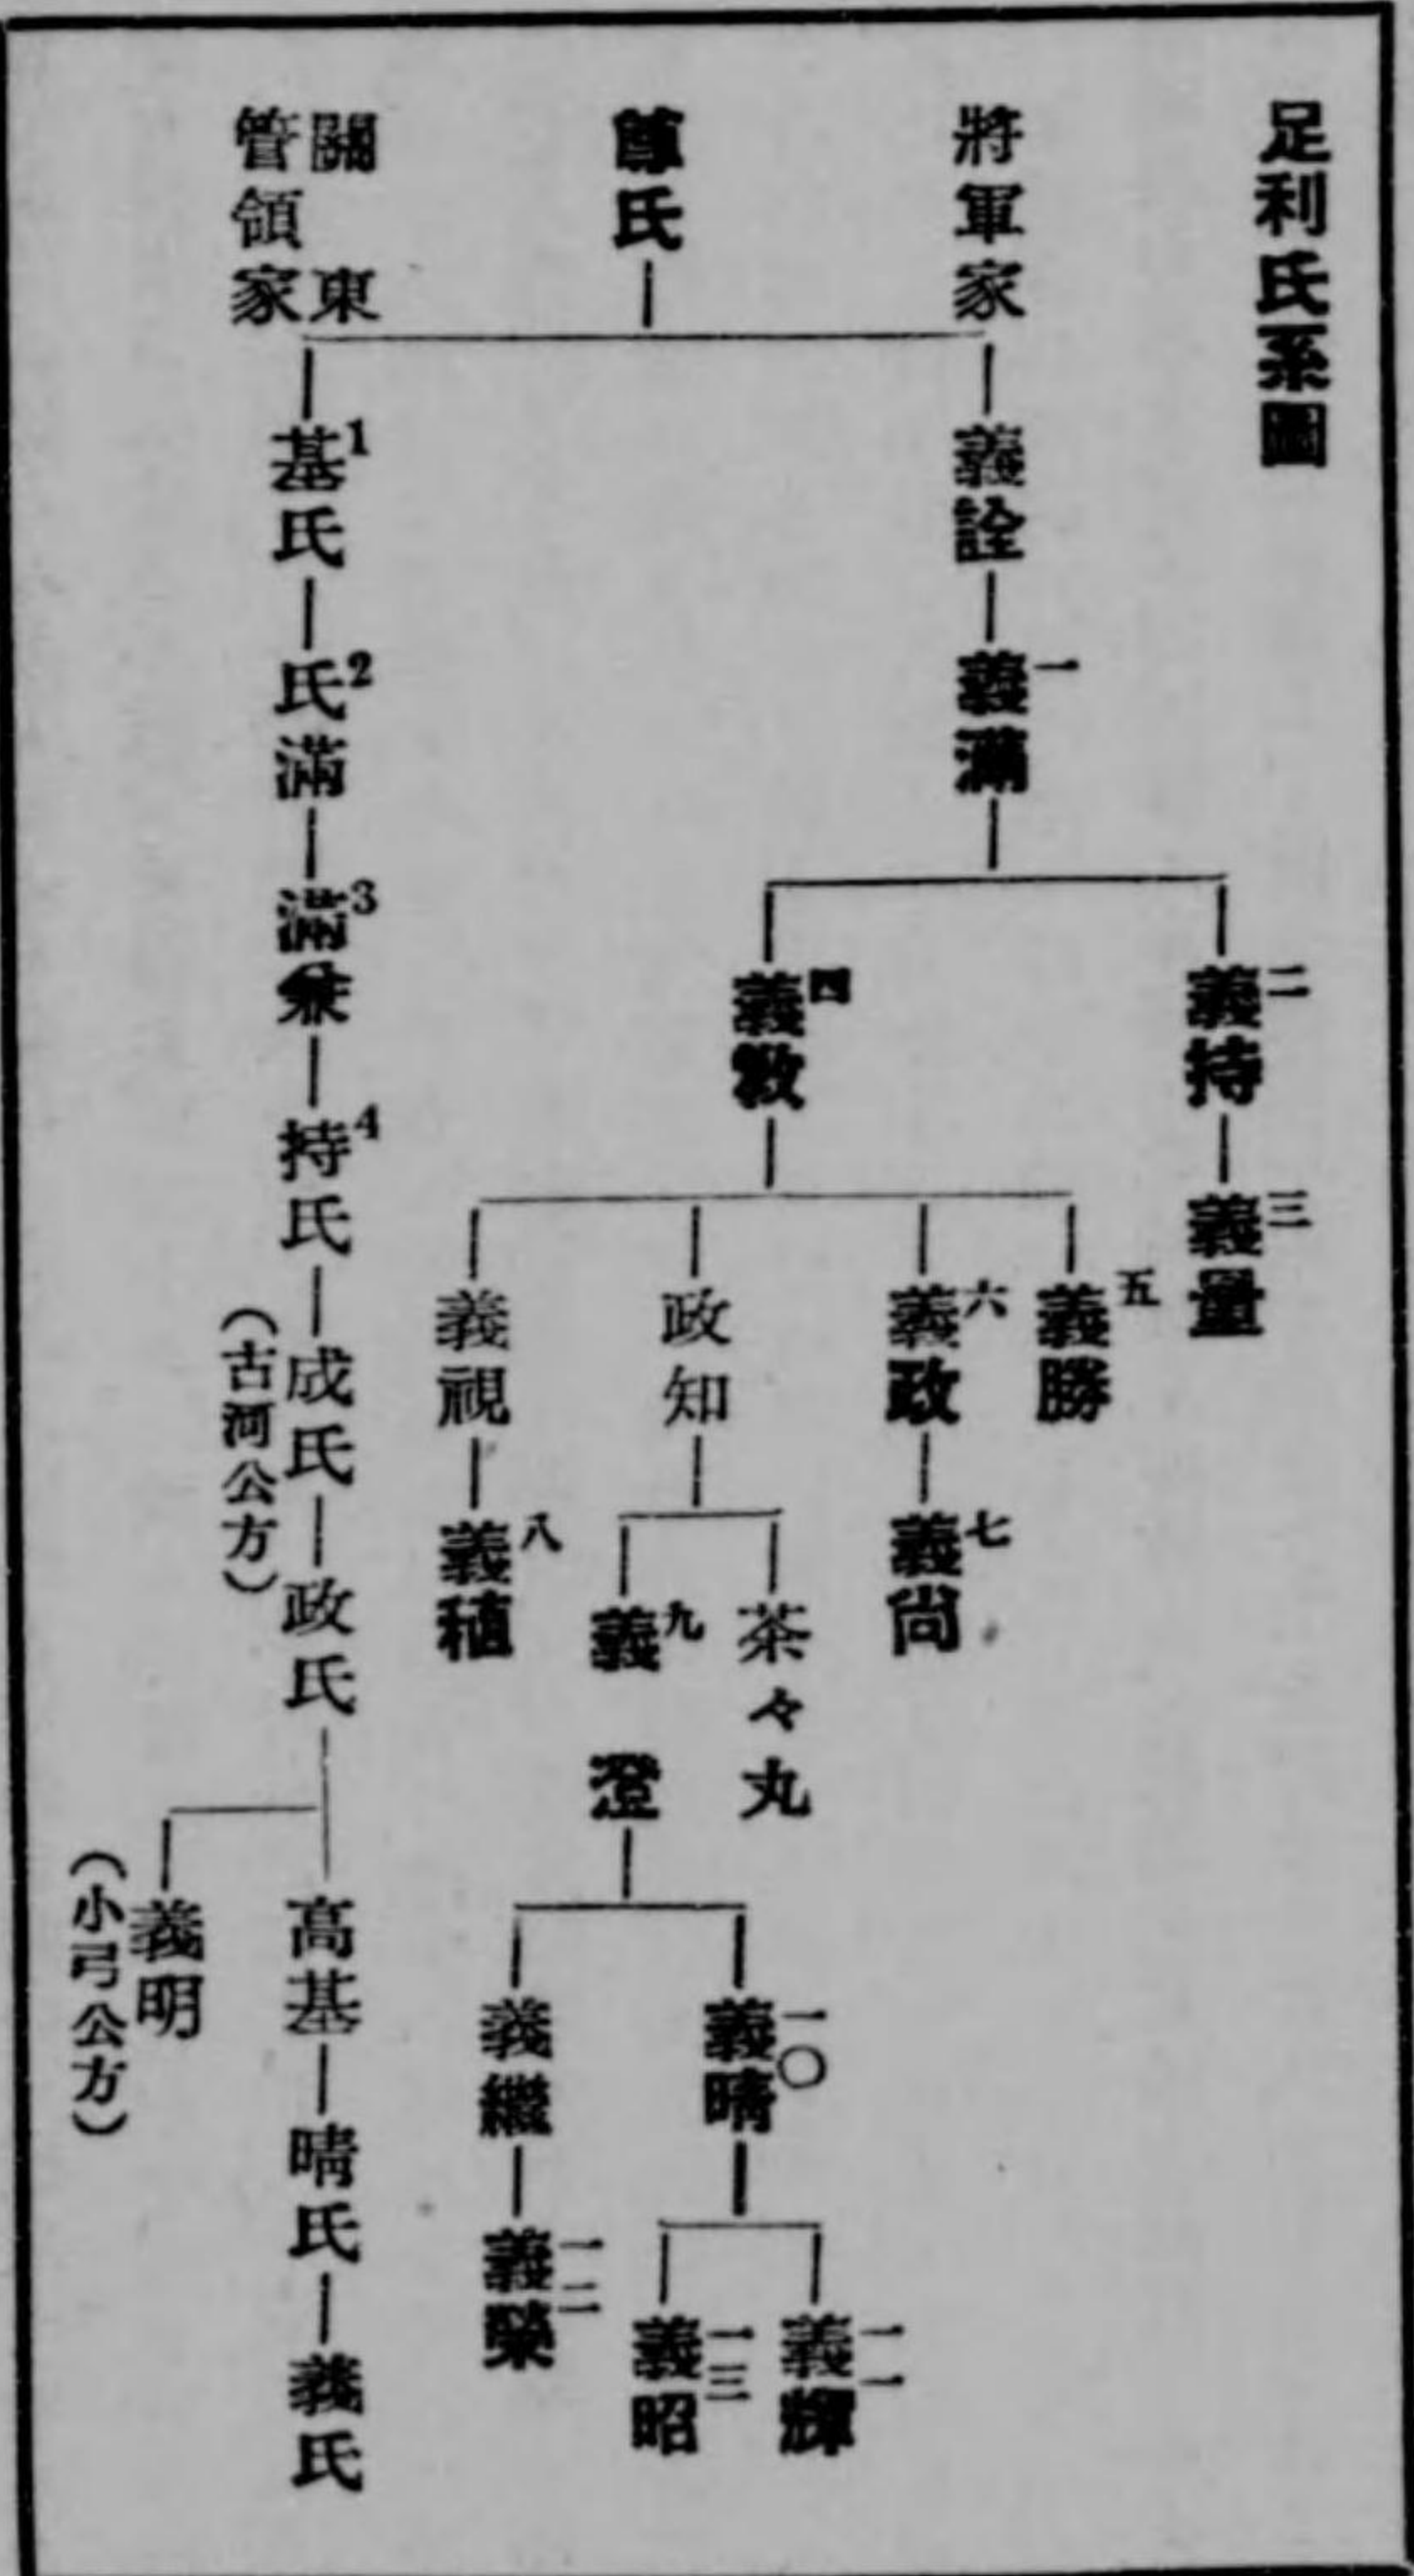 足利氏系圖
將軍家
尊氏
關東
管領家
義詮
一
義滿
二
義持
三
義量
四
義敎
五
義勝
六
義政
七
義尚
政知
茶々丸
九
義澄
一〇
義晴
一一
義輝
一三
義昭
義繼
一二
義榮
義視
八
義稙
1
基氏
2
氏滿
3
滿兼
4
持氏
成氏
(古河公方)
政氏
高基
晴氏
義氏
義明
(小弓公方)